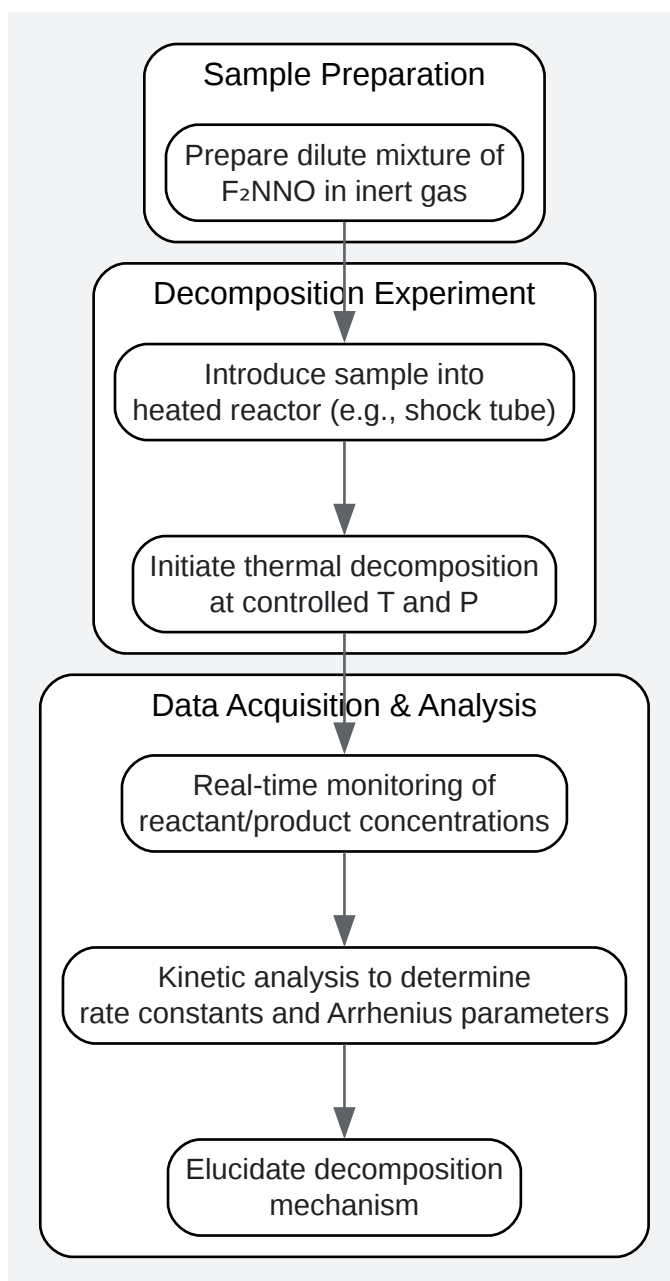 Sample Preparation
Prepare dilute mixture of
F₂NNO in inert gas
Decomposition Experiment
Introduce sample into
heated reactor (e.g., shock tube)
Initiate thermal decomposition
at controlled T and P
Data Acquisition & Analysis
Real-time monitoring of
reactant/product concentrations
Kinetic analysis to determine
rate constants and Arrhenius parameters
Elucidate decomposition
mechanism